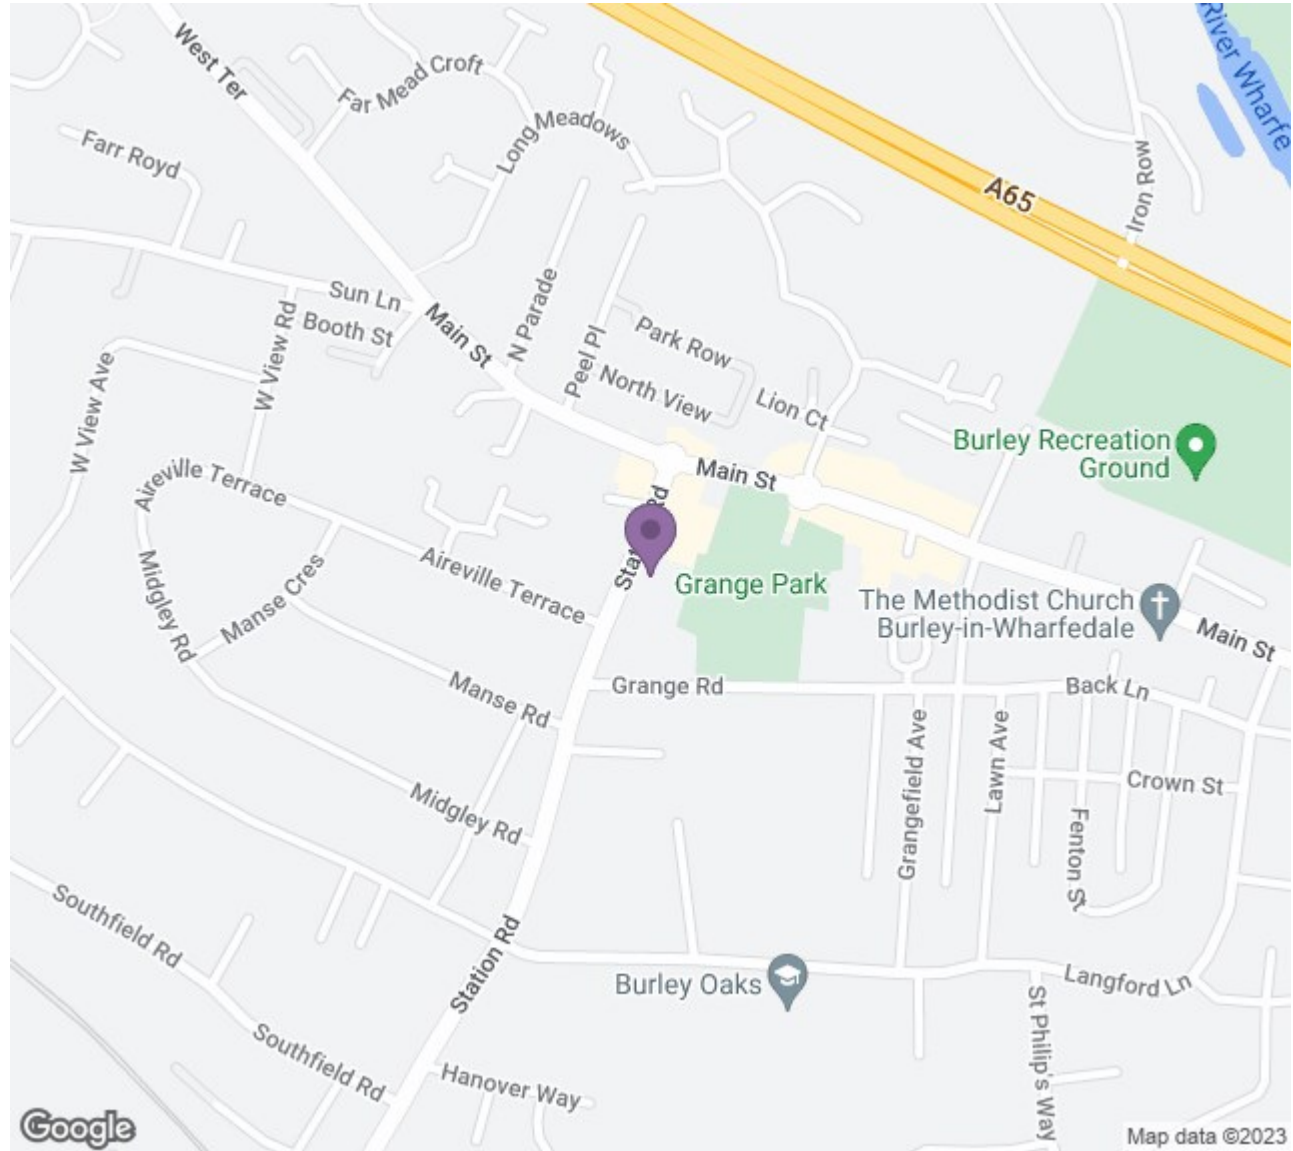 West Ter
Far Mead Croft
Long Meadows
Farr Royd
River Wharfe
A65
Iron Row
Sun Ln
Booth St
Main St
N Parade
Peel Pl
Park Row
North View
Lion Ct
W View Rd
W View Ave
Burley Recreation
Ground
Aireville Terrace
Main St
Rd
Midgley Rd
Manse Cres
Aireville Terrace
Grange Park
The Methodist Church
Burley-in-Wharfedale
Main St
Manse Rd
Grange Rd
Back Ln
Grangefield Ave
Lawn Ave
Crown St
Fenton St
Midgley Rd
Southfield Rd
Station Rd
Burley Oaks
Langford Ln
St Philip's Way
Southfield Rd
Hanover Way
Google
Map data ©2023